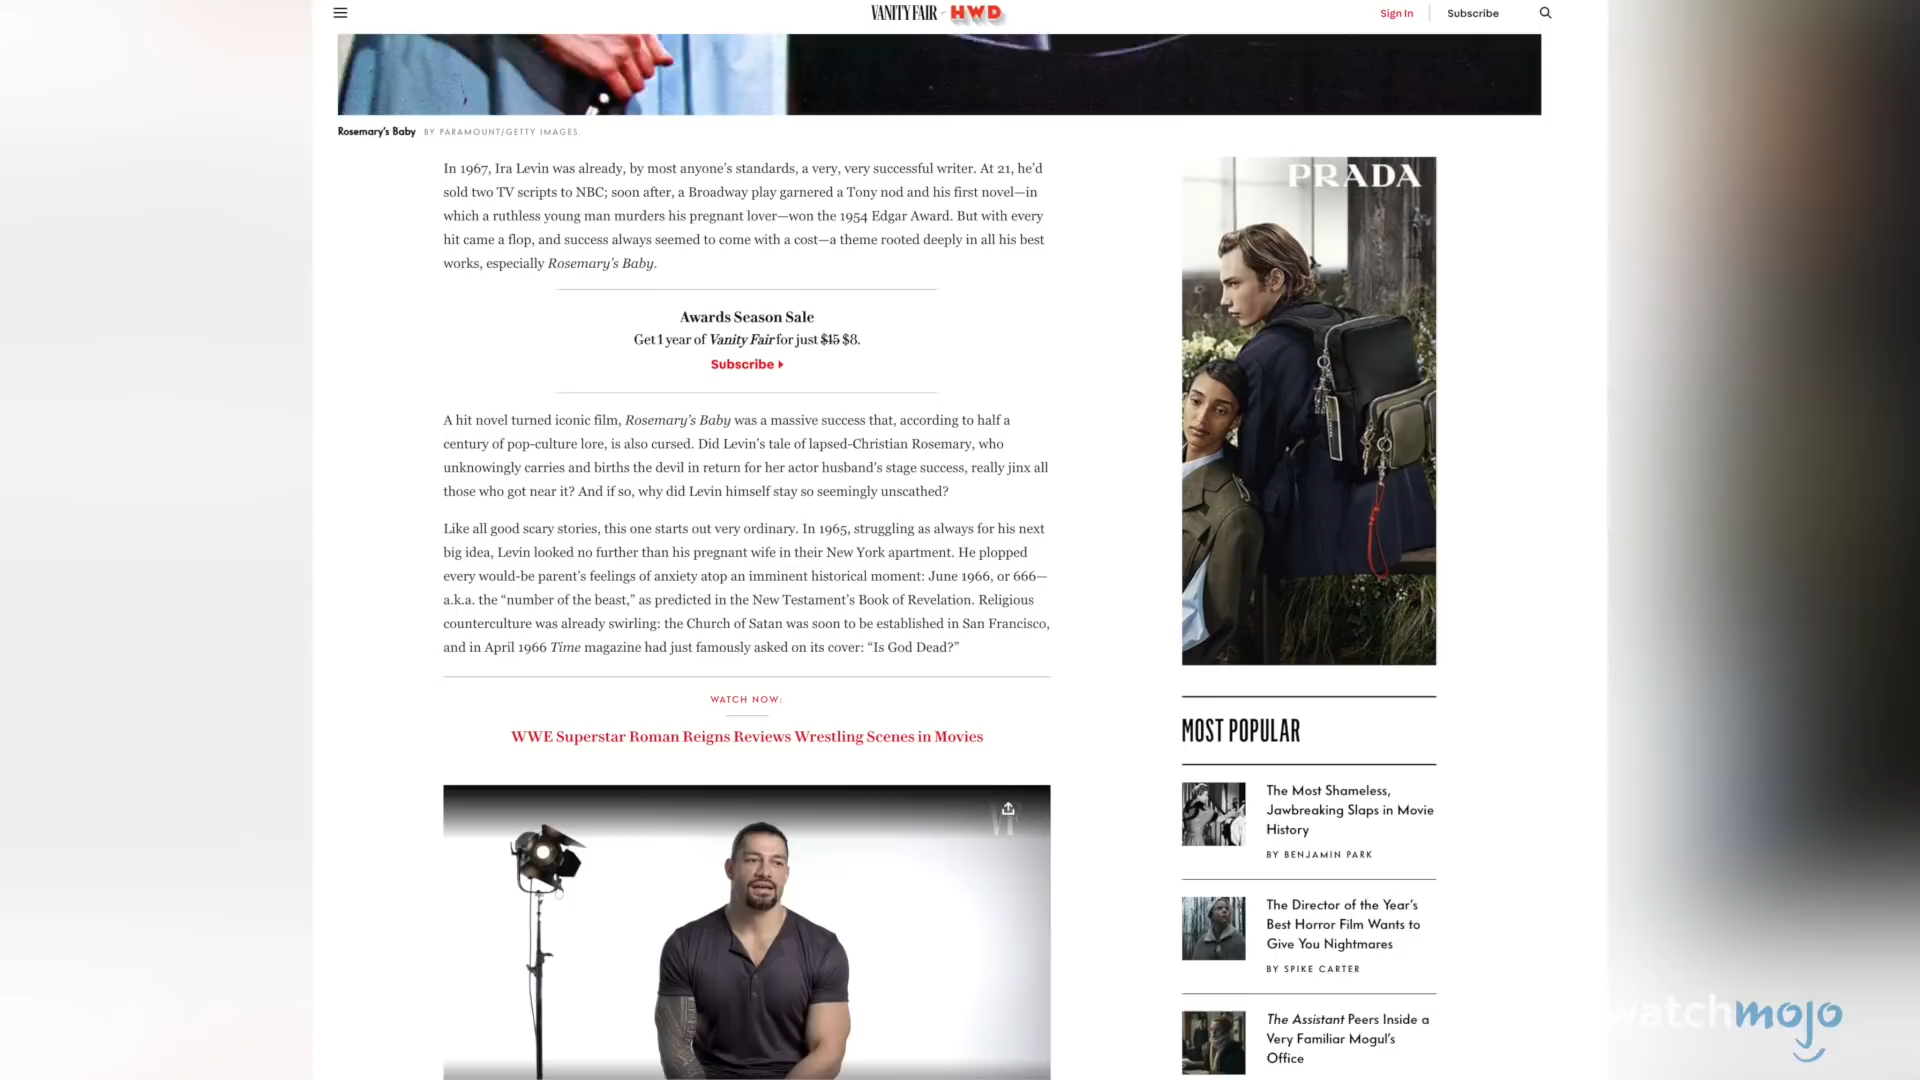 VANITY FAIR HWD
Sign In
Subscribe
Rosemary's Baby BY PARAMOUNT/GETTY IMAGES.
In 1967, Ira Levin was already, by most anyone's standards, a very, very successful writer. At 21, he'd
sold two TV scripts to NBC; soon after, a Broadway play garnered a Tony nod and his first novel—in
which a ruthless young man murders his pregnant lover—won the 1954 Edgar Award. But with every
hit came a flop, and success always seemed to come with a cost—a theme rooted deeply in all his best
works, especially Rosemary's Baby.
Awards Season Sale
Get 1 year of Vanity Fair for just $15 $8.
Subscribe
A hit novel turned iconic film, Rosemary's Baby was a massive success that, according to half a
century of pop-culture lore, is also cursed. Did Levin's tale of lapsed-Christian Rosemary, who
unknowingly carries and births the devil in return for her actor husband's stage success, really jinx all
those who got near it? And if so, why did Levin himself stay so seemingly unscathed?
Like all good scary stories, this one starts out very ordinary. In 1965, struggling as always for his next
big idea, Levin looked no further than his pregnant wife in their New York apartment. He plopped
every would-be parent's feelings of anxiety atop an imminent historical moment: June 1966, or 666—
a.k.a. the “number of the beast,” as predicted in the New Testament's Book of Revelation. Religious
counterculture was already swirling: the Church of Satan was soon to be established in San Francisco,
and in April 1966 Time magazine had just famously asked on its cover: “Is God Dead?”
WATCH NOW:
WWE Superstar Roman Reigns Reviews Wrestling Scenes in Movies
VF
PRADA
MOST POPULAR
The Most Shameless,
Jawbreaking Slaps in Movie
History
BY BENJAMIN PARK
The Director of the Year's
Best Horror Film Wants to
Give You Nightmares
BY SPIKE CARTER
The Assistant Peers Inside a
Very Familiar Mogul's
Office
watchmojo